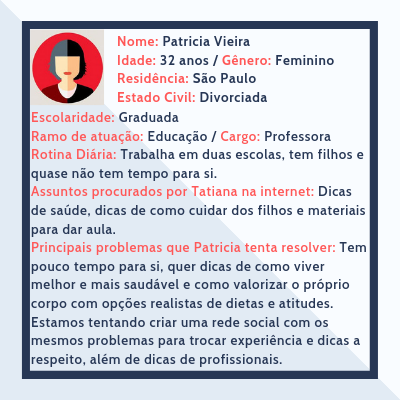 Nome: Patricia Vieira
Idade: 32 anos / Gênero: Feminino
Residência: São Paulo
Estado Civil: Divorciada
Escolaridade: Graduada
Ramo de atuação: Educação / Cargo: Professora
Rotina Diária: Trabalha em duas escolas, tem filhos e
quase não tem tempo para si.
Assuntos procurados por Tatiana na internet: Dicas
de saúde, dicas de como cuidar dos filhos e materiais
para dar aula.
Principais problemas que Patricia tenta resolver: Tem
pouco tempo para si, quer dicas de como viver
melhor e mais saudável e como valorizar o próprio
corpo com opções realistas de dietas e atitudes.
Estamos tentando criar uma rede social com os
mesmos problemas para trocar experiência e dicas a
respeito, além de dicas de profissionais.